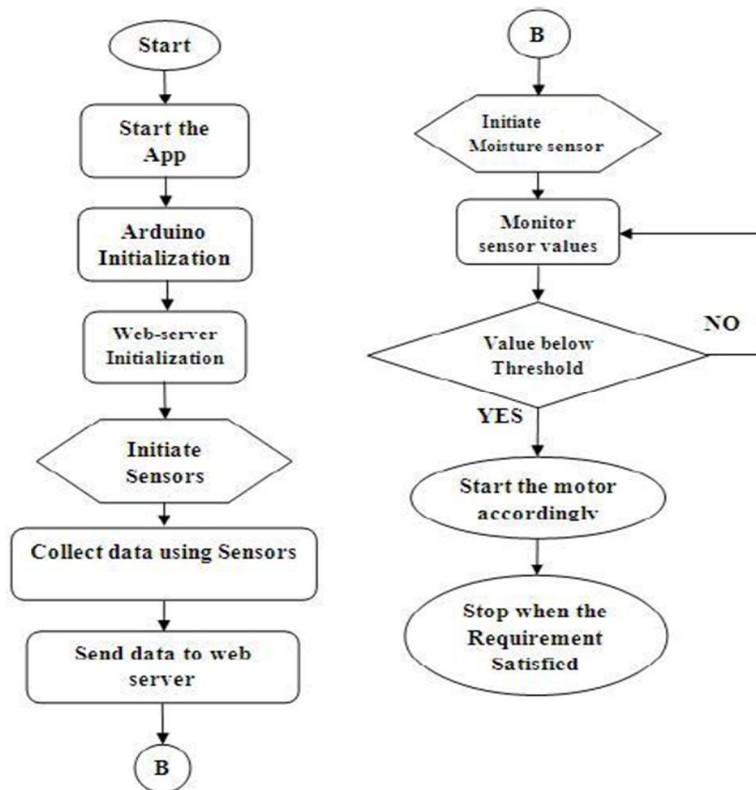 Start
Start the
App
Arduino
Initialization
Web-server
Initialization
Initiate
Sensors
Collect data using Sensors
Send data to web
server
B
B
Initiate
Moisture sensor
Monitor
sensor values
Value below
Threshold
NO
YES
Start the motor
accordingly
Stop when the
Requirement
Satisfied